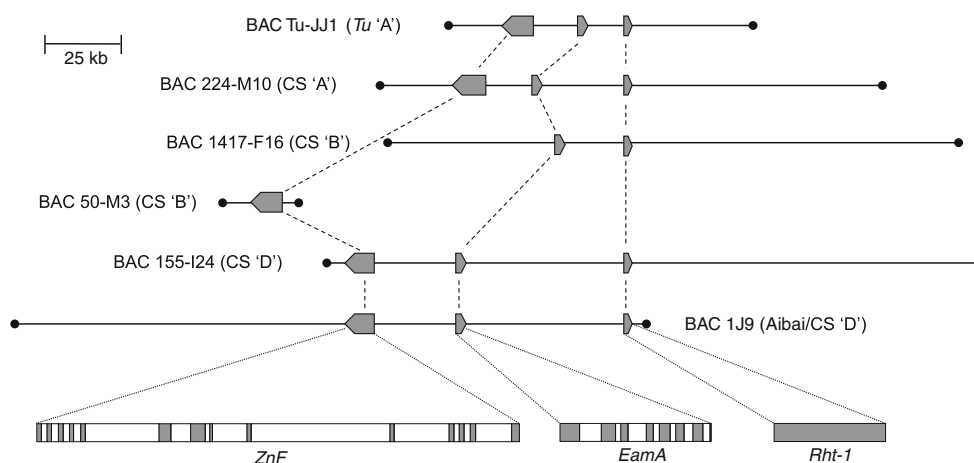 BAC Tu-JJ1 (Tu 'A')
25 kb
BAC 224-M10 (CS 'A')
BAC 1417-F16 (CS 'B')
BAC 50-M3 (CS 'B')
BAC 155-I24 (CS 'D')
BAC 1J9 (Aibai/CS 'D')
ZnF
EamA
Rht-1